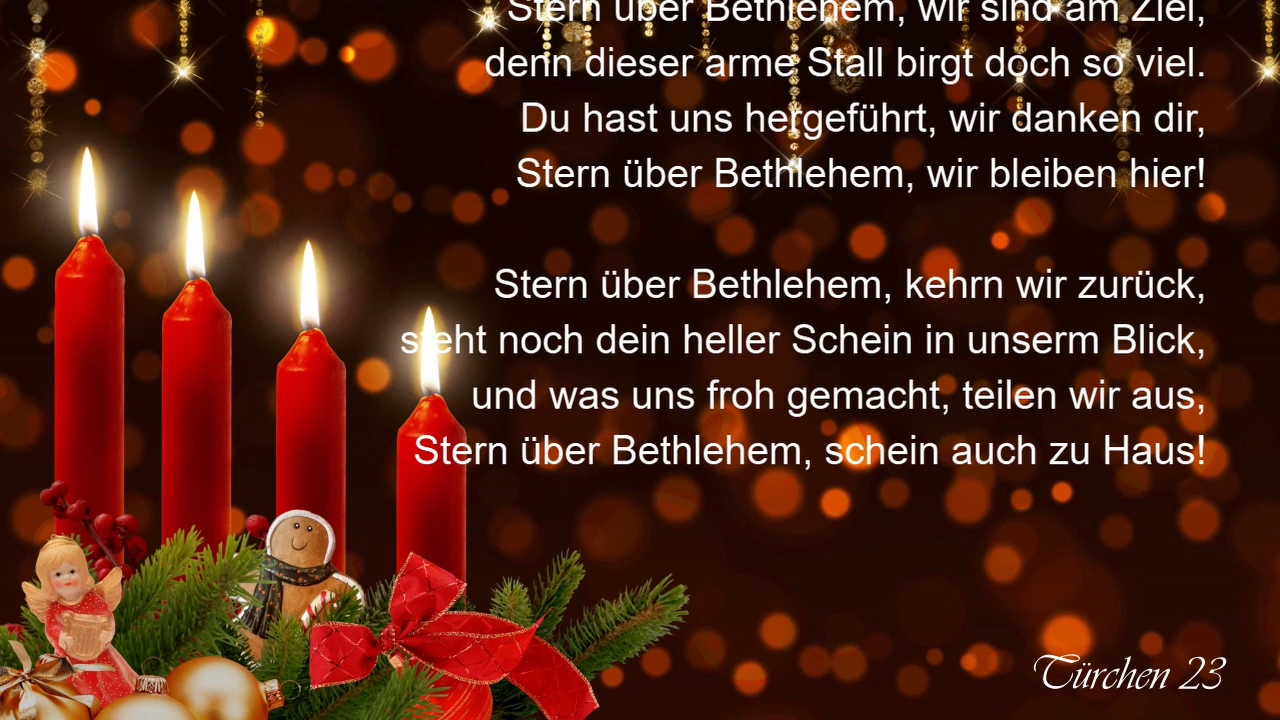 Stern über Bethlehem, wir sind am Ziel,
denn dieser arme Stall birgt doch so viel.
Du hast uns hergeführt, wir danken dir,
Stern über Bethlehem, wir bleiben hier!
Stern über Bethlehem, kehrn wir zurück,
steht noch dein heller Schein in unserm Blick,
und was uns froh gemacht, teilen wir aus,
Stern über Bethlehem, schein auch zu Haus!
Türchen 23